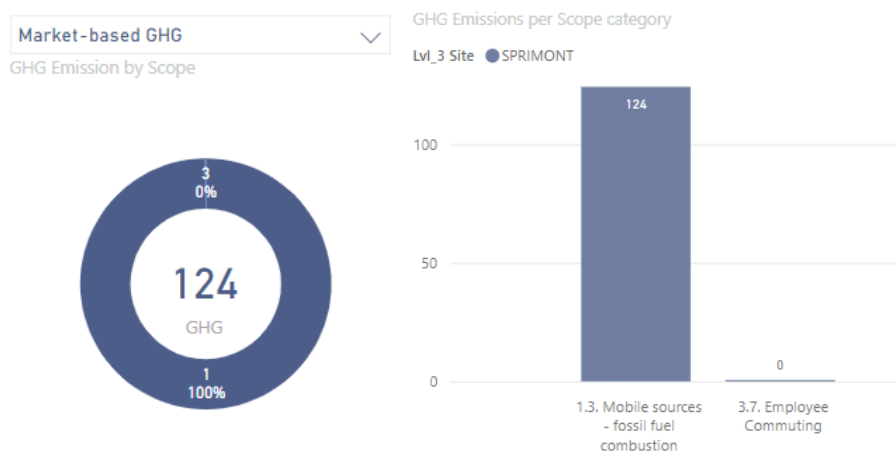 Market-based GHG
GHG Emission by Scope
3
0%
124
GHG
1
100%
GHG Emissions per Scope category
Lvl_3 Site SPRIMONT
124
100
50
0
0
1.3. Mobile sources
- fossil fuel
combustion
3.7. Employee
Commuting